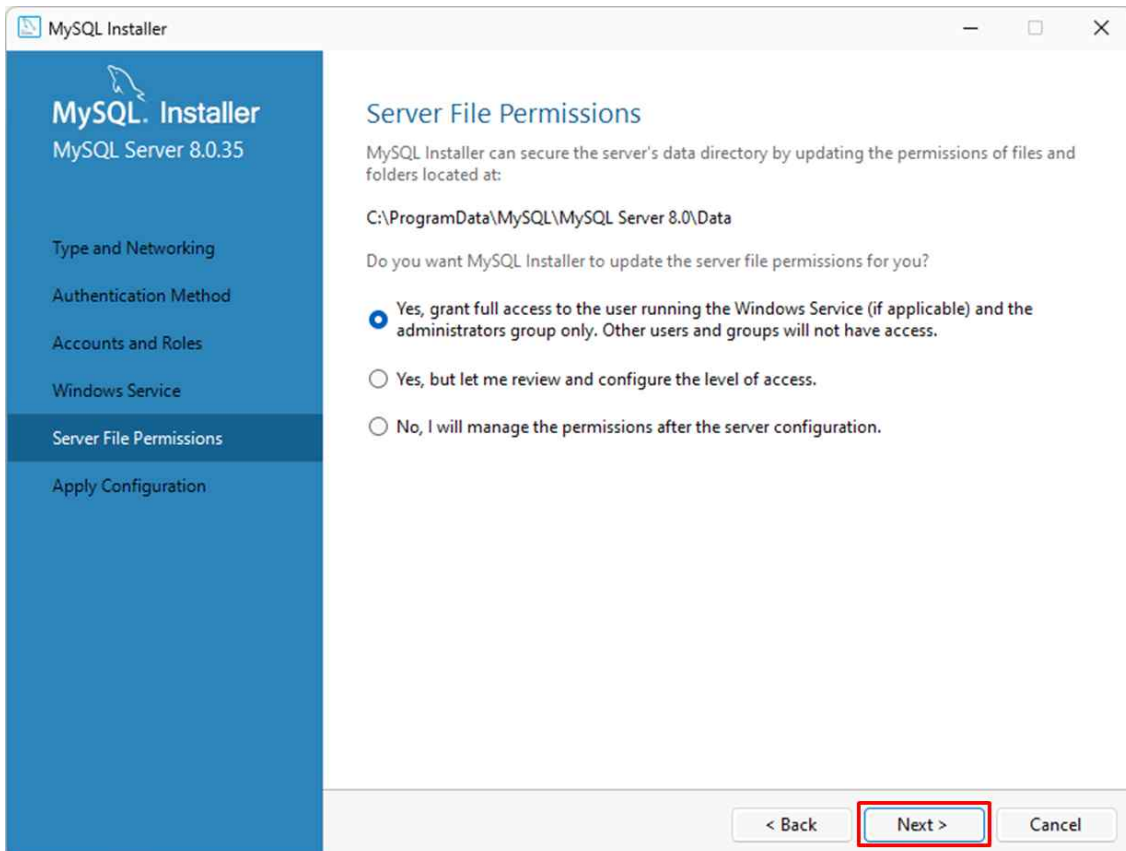 MySQL Installer
MySQL. Installer
MySQL Server 8.0.35
Type and Networking
Authentication Method
Accounts and Roles
Windows Service
Server File Permissions
Apply Configuration
Server File Permissions
MySQL Installer can secure the server's data directory by updating the permissions of files and
folders located at:
C:\ProgramData\MySQL\MySQL Server 8.0\Data
Do you want MySQL Installer to update the server file permissions for you?
Yes, grant full access to the user running the Windows Service (if applicable) and the
administrators group only. Other users and groups will not have access.
Yes, but let me review and configure the level of access.
No, I will manage the permissions after the server configuration.
< Back
Next >
Cancel